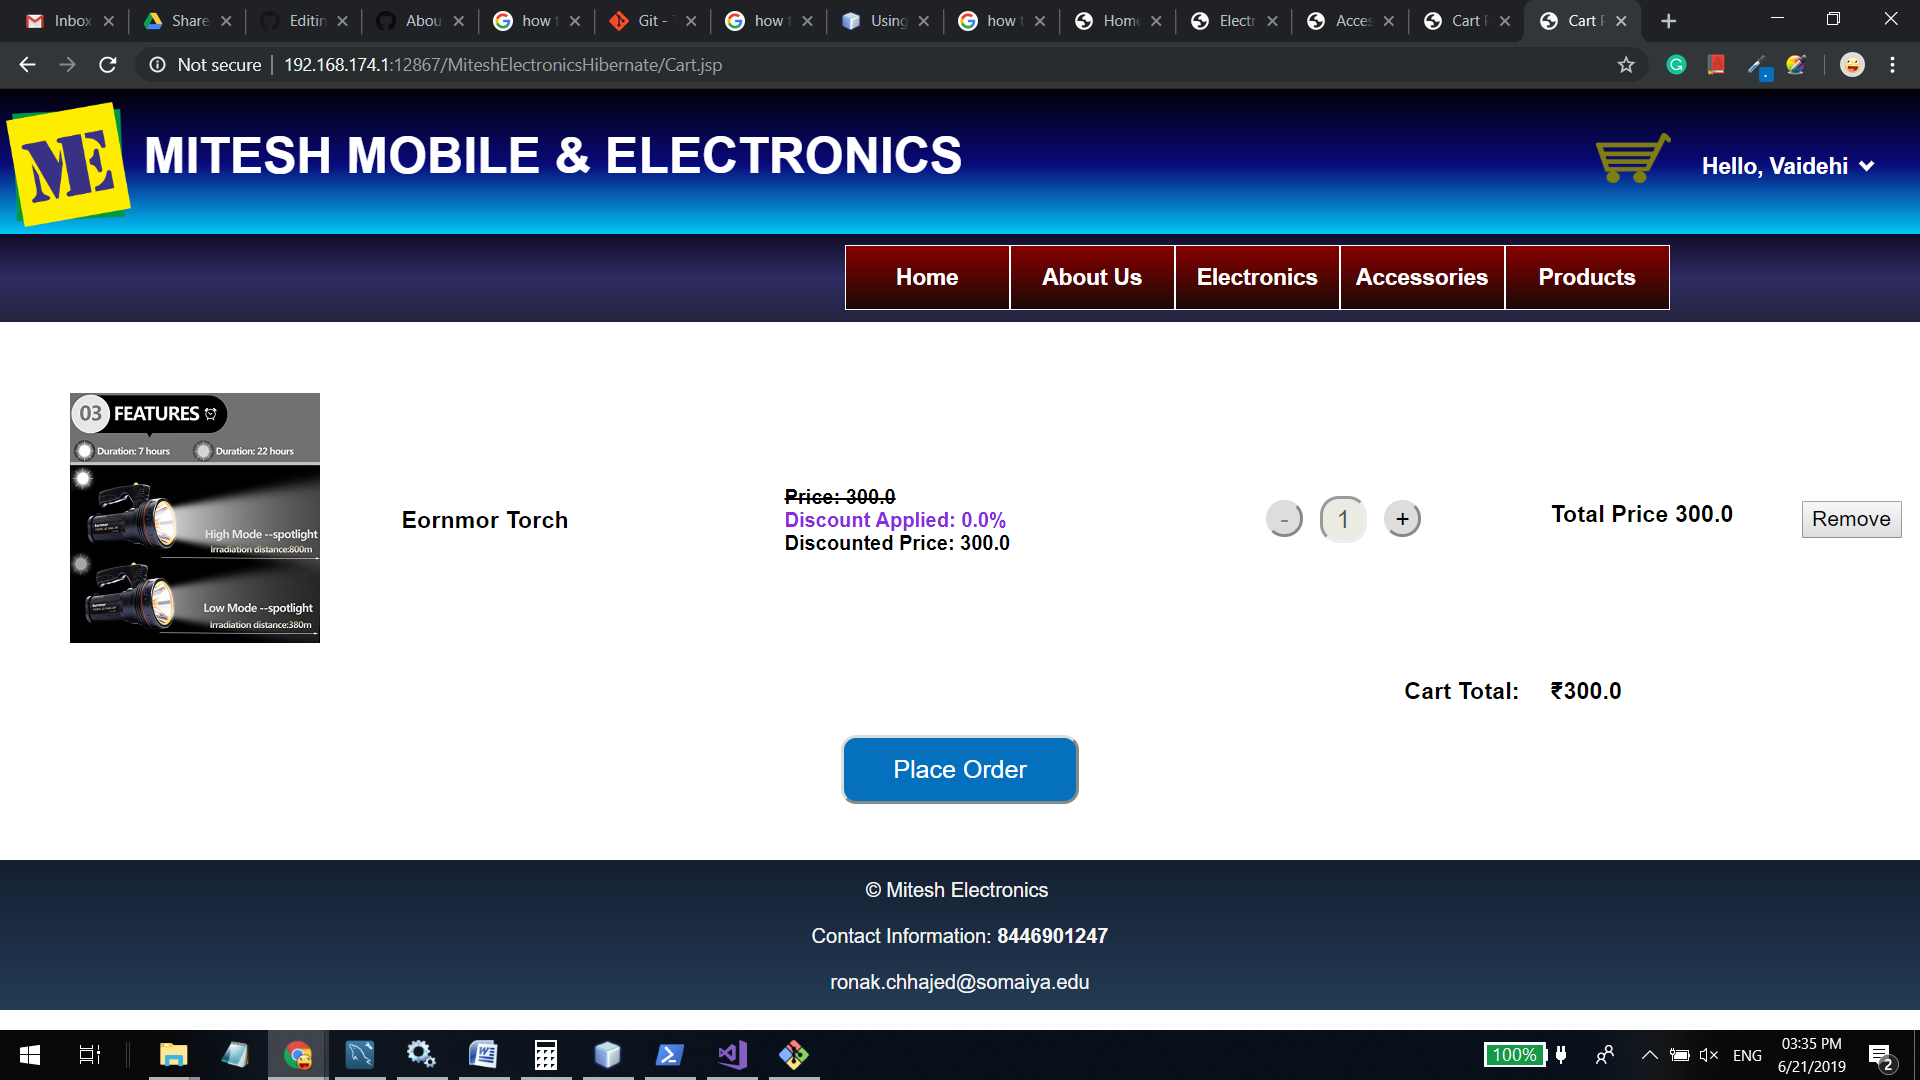 Inbox
Share
Editin
Abou
how t
Git -
how t
Using
how t
Home
Electr
Acces
Cart P
Cart P
Not secure
192.168.174.1:12867/MiteshElectronicsHibernate/Cart.jsp
ME
MITESH MOBILE & ELECTRONICS
Hello, Vaidehi
Home
About Us
Electronics
Accessories
Products
03 FEATURES
Duration: 7 hours
Duration: 22 hours
High Mode --spotlight
irradiation distance:800m
Low Mode --spotlight
irradiation distance:380m
Eornmor Torch
Price: 300.0
Discount Applied: 0.0%
Discounted Price: 300.0
-
1
+
Total Price 300.0
Remove
Cart Total: ₹300.0
Place Order
© Mitesh Electronics
Contact Information: 8446901247
ronak.chhajed@somaiya.edu
100%
ENG
03:35 PM
6/21/2019
2